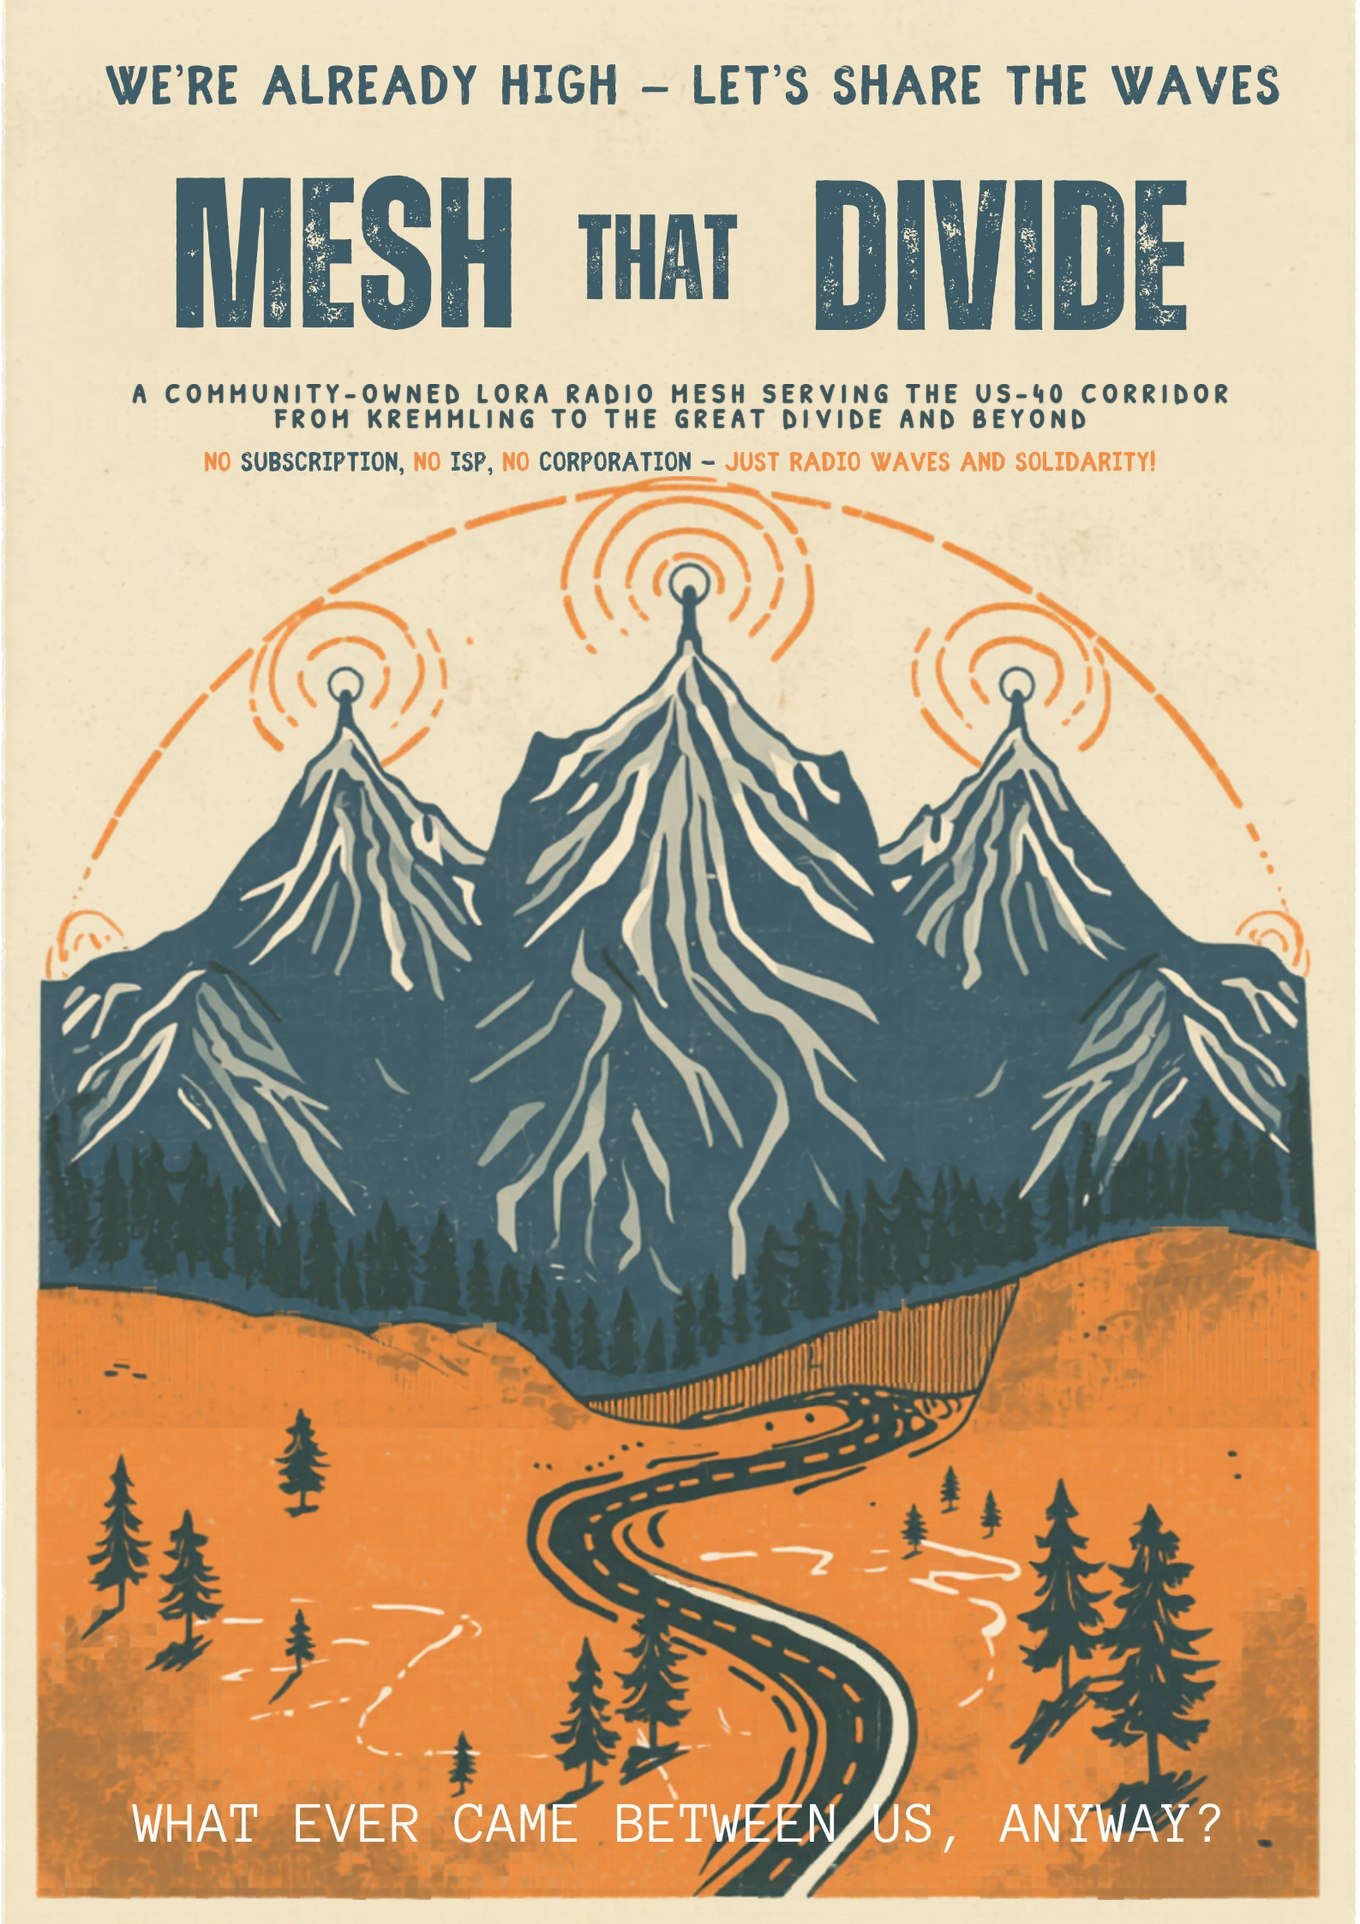 WE'RE ALREADY HIGH – LET'S SHARE THE WAVES
MESH THAT DIVIDE
A COMMUNITY-OWNED LORA RADIO MESH SERVING THE US-40 CORRIDOR
FROM KREMMLING TO THE GREAT DIVIDE AND BEYOND
NO SUBSCRIPTION, NO ISP, NO CORPORATION – JUST RADIO WAVES AND SOLIDARITY!
WHAT EVER CAME BETWEEN US, ANYWAY?